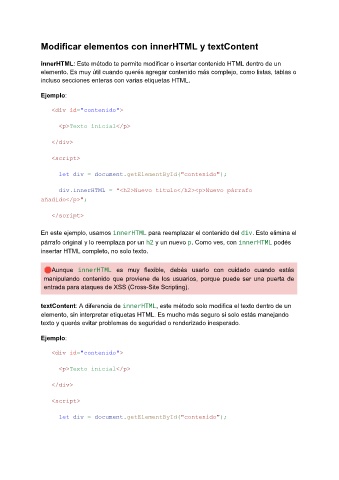 Modificar elementos con innerHTML y textContent
innerHTML: Este método te permite modificar o insertar contenido HTML dentro de un
elemento. Es muy útil cuando querés agregar contenido más complejo, como listas, tablas o
incluso secciones enteras con varias etiquetas HTML.
Ejemplo:
<div id="contenido">
<p>Texto inicial</p>
</div>
<script>
let div = document.getElementById("contenido");
div.innerHTML = "<h2>Nuevo título</h2><p>Nuevo párrafo
añadido</p>";
</script>
En este ejemplo, usamos innerHTML para reemplazar el contenido del div. Esto elimina el
párrafo original y lo reemplaza por un h2 y un nuevo p. Como ves, con innerHTML podés
insertar HTML completo, no solo texto.
🔴Aunque innerHTML es muy flexible, debés usarlo con cuidado cuando estás
manipulando contenido que proviene de los usuarios, porque puede ser una puerta de
entrada para ataques de XSS (Cross-Site Scripting).
textContent: A diferencia de innerHTML, este método solo modifica el texto dentro de un
elemento, sin interpretar etiquetas HTML. Es mucho más seguro si solo estás manejando
texto y querés evitar problemas de seguridad o renderizado inesperado.
Ejemplo:
<div id="contenido">
<p>Texto inicial</p>
</div>
<script>
let div = document.getElementById("contenido");